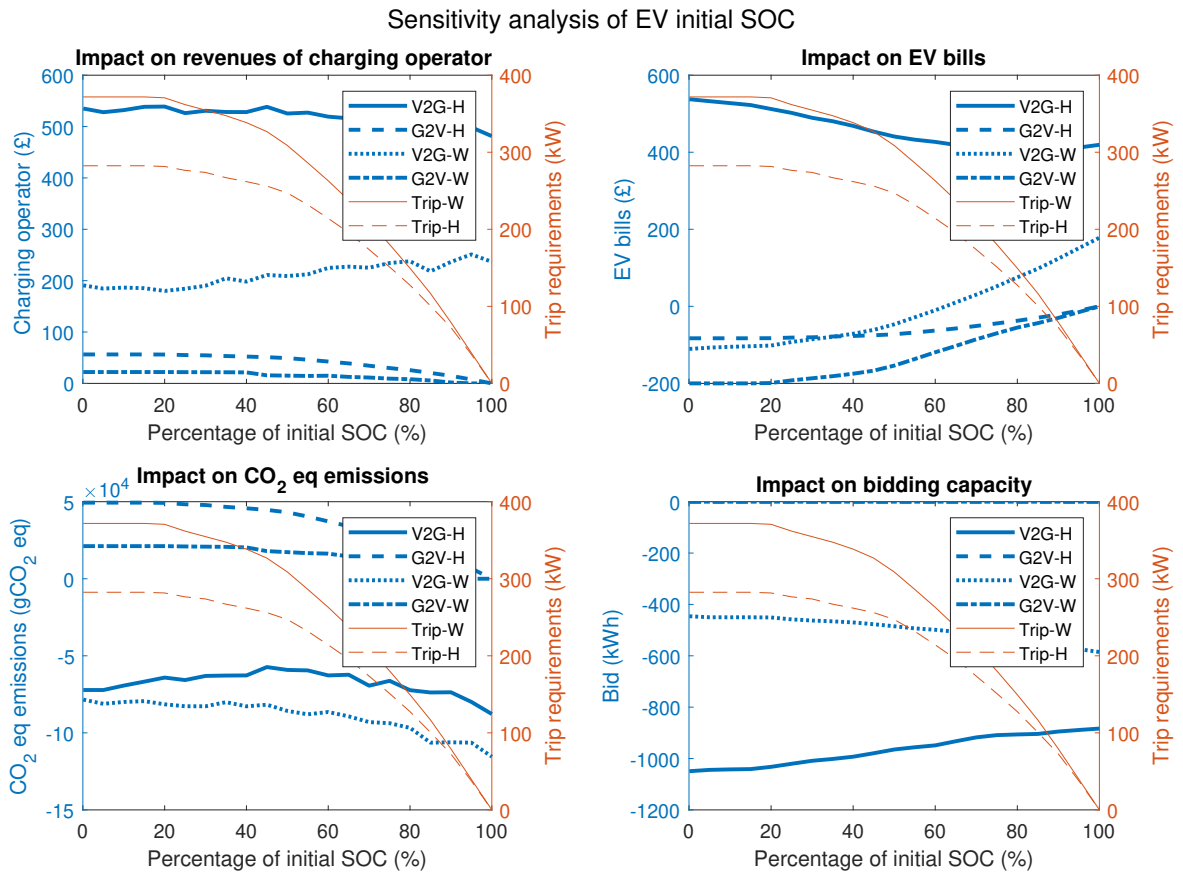 Sensitivity analysis of EV initial SOC
Impact on revenues of charging operator
600
500
400
300
200
100
0
Charging operator (£)
400
300
200
100
0
Trip requirements (kW)
V2G-H
G2V-H
V2G-W
G2V-W
Trip-W
Trip-H
0 20 40 60 80 100
Percentage of initial SOC (%)
Impact on EV bills
600
400
200
0
-200
EV bills (£)
400
300
200
100
0
Trip requirements (kW)
V2G-H
G2V-H
V2G-W
G2V-W
Trip-W
Trip-H
0 20 40 60 80 100
Percentage of initial SOC (%)
Impact on CO2 eq emissions
× 10^4
5
0
-5
-10
-15
CO2 eq emissions (gCO2 eq)
400
300
200
100
0
Trip requirements (kW)
V2G-H
G2V-H
V2G-W
G2V-W
Trip-W
Trip-H
0 20 40 60 80 100
Percentage of initial SOC (%)
Impact on bidding capacity
0
-200
-400
-600
-800
-1000
-1200
Bid (kWh)
400
300
200
100
0
Trip requirements (kW)
V2G-H
G2V-H
V2G-W
G2V-W
Trip-W
Trip-H
0 20 40 60 80 100
Percentage of initial SOC (%)